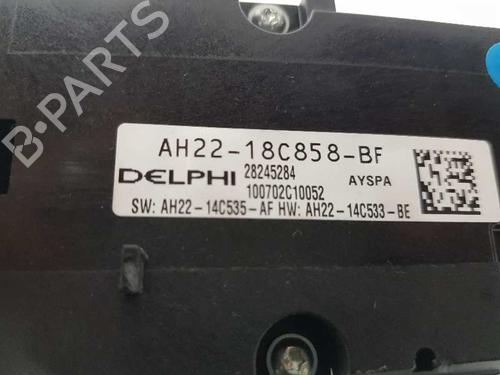 B-PARTS
AH22-18C858-BF
DELPHI 28245284 AYSPA
100702C10052
SW: AH22-14C535-AF HW: AH22-14C533-BE